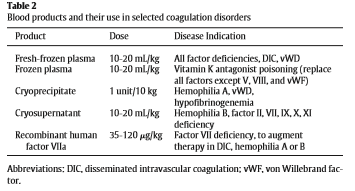 Table 2
Blood products and their use in selected coagulation disorders
Product Dose Disease Indication
Fresh-frozen plasma 10-20 mL/kg All factor deficiencies, DIC, vWD
Frozen plasma 10-20 mL/kg Vitamin K antagonist poisoning (replace
all factors except V, VIII, and vWF)
Cryoprecipitate 1 unit/10 kg Hemophilia A, vWD,
hypofibrinogenemia
Cryosupernatant 10-20 mL/kg Hemophilia B, factor II, VII, IX, X, XI
deficiency
Recombinant human 35-120 μg/kg Factor VII deficiency, to augment
factor VIIa therapy in DIC, hemophilia A or B
Abbreviations: DIC, disseminated intravascular coagulation; vWF, von Willebrand fac-
tor.